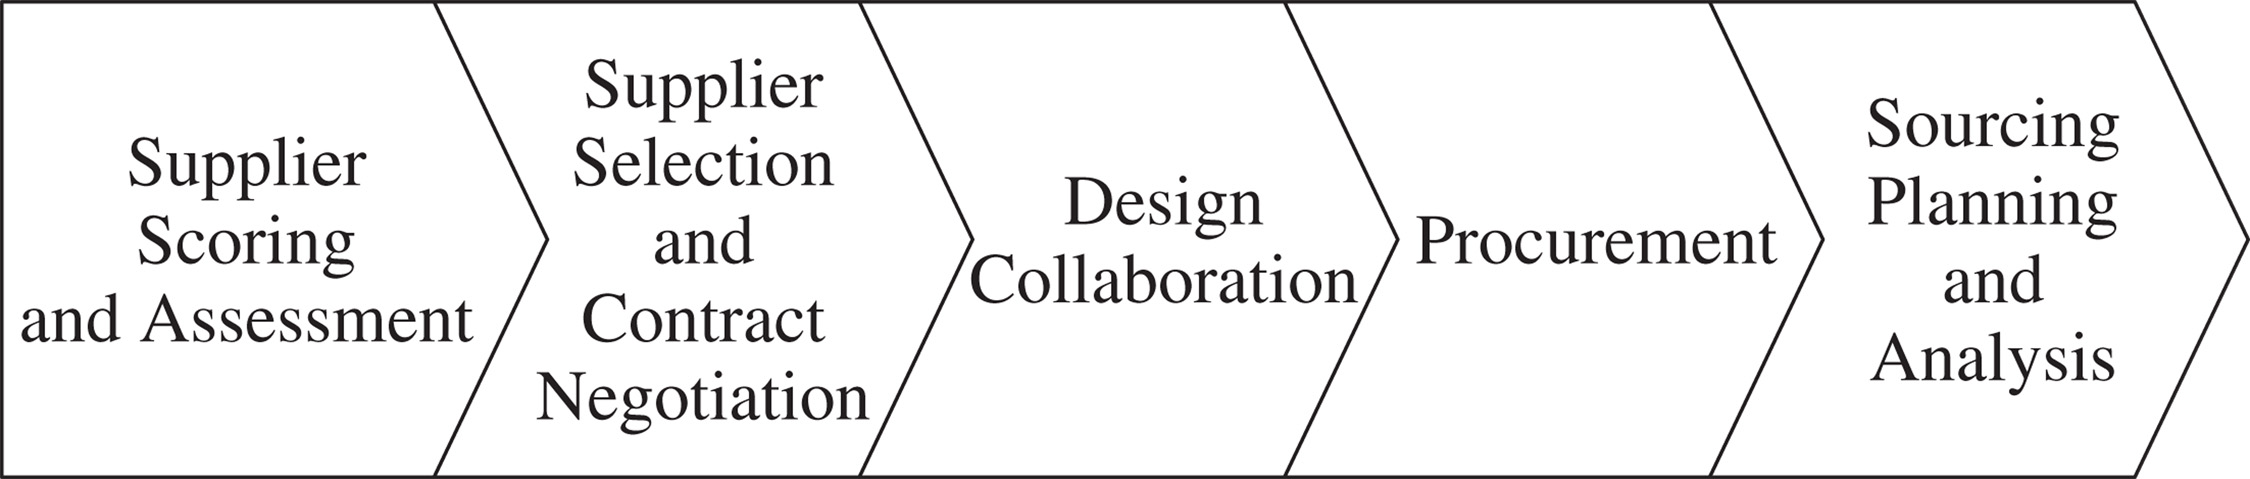 Supplier
Scoring
and Assessment
Supplier
Selection
and
Contract
Negotiation
Design
Collaboration
Procurement
Sourcing
Planning
and
Analysis